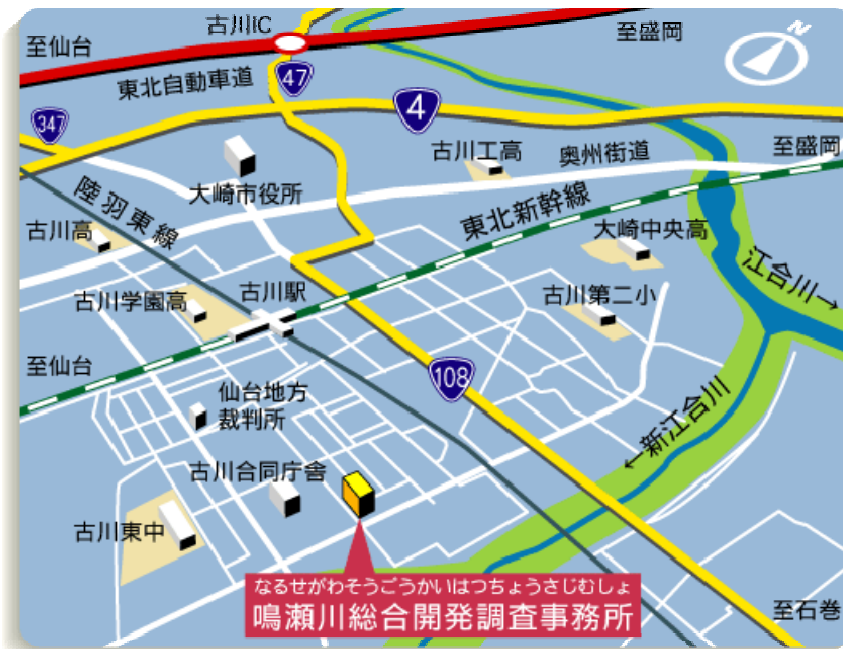 古川IC
至仙台
至盛岡
N
東北自動車道
47
4
347
古川工高
奥州街道
至盛岡
大崎市役所
陸羽東線
東北新幹線
古川高
大崎中央高
江合川→
古川学園高
古川駅
古川第二小
至仙台
108
仙台地方
裁判所
←新江合川
古川合同庁舎
古川東中
なるせがわそうごうかいはつちょうさじむしょ
鳴瀬川総合開発調査事務所
至石巻